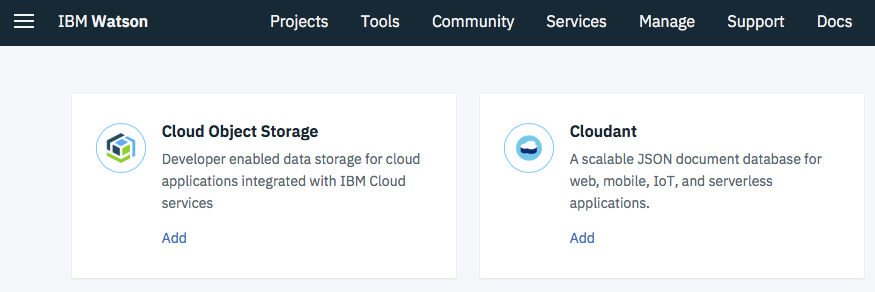 IBM Watson Projects Tools Community Services Manage Support Docs
Cloud Object Storage
Developer enabled data storage for cloud
applications integrated with IBM Cloud
services
Add
Cloudant
A scalable JSON document database for
web, mobile, IoT, and serverless
applications.
Add